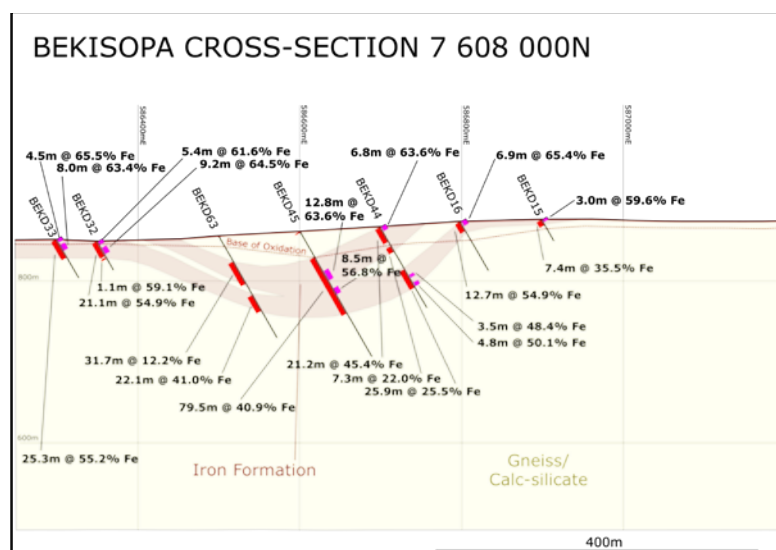 BEKISOPA CROSS-SECTION 7 608 000N
586400mE
586600mE
586800mE
587000mE
4.5m @ 65.5% Fe
8.0m @ 63.4% Fe
5.4m @ 61.6% Fe
9.2m @ 64.5% Fe
6.8m @ 63.6% Fe
6.9m @ 65.4% Fe
3.0m @ 59.6% Fe
12.8m @
63.6% Fe
BEKD33
BEKD32
BEKD63
BEKD45
BEKD44
BEKD16
BEKD15
Base of Oxidation
8.5m @
56.8% Fe
7.4m @ 35.5% Fe
800m
1.1m @ 59.1% Fe
21.1m @ 54.9% Fe
12.7m @ 54.9% Fe
3.5m @ 48.4% Fe
4.8m @ 50.1% Fe
31.7m @ 12.2% Fe
22.1m @ 41.0% Fe
79.5m @ 40.9% Fe
21.2m @ 45.4% Fe
7.3m @ 22.0% Fe
25.9m @ 25.5% Fe
600m
25.3m @ 55.2% Fe
Iron Formation
Gneiss/
Calc-silicate
400m